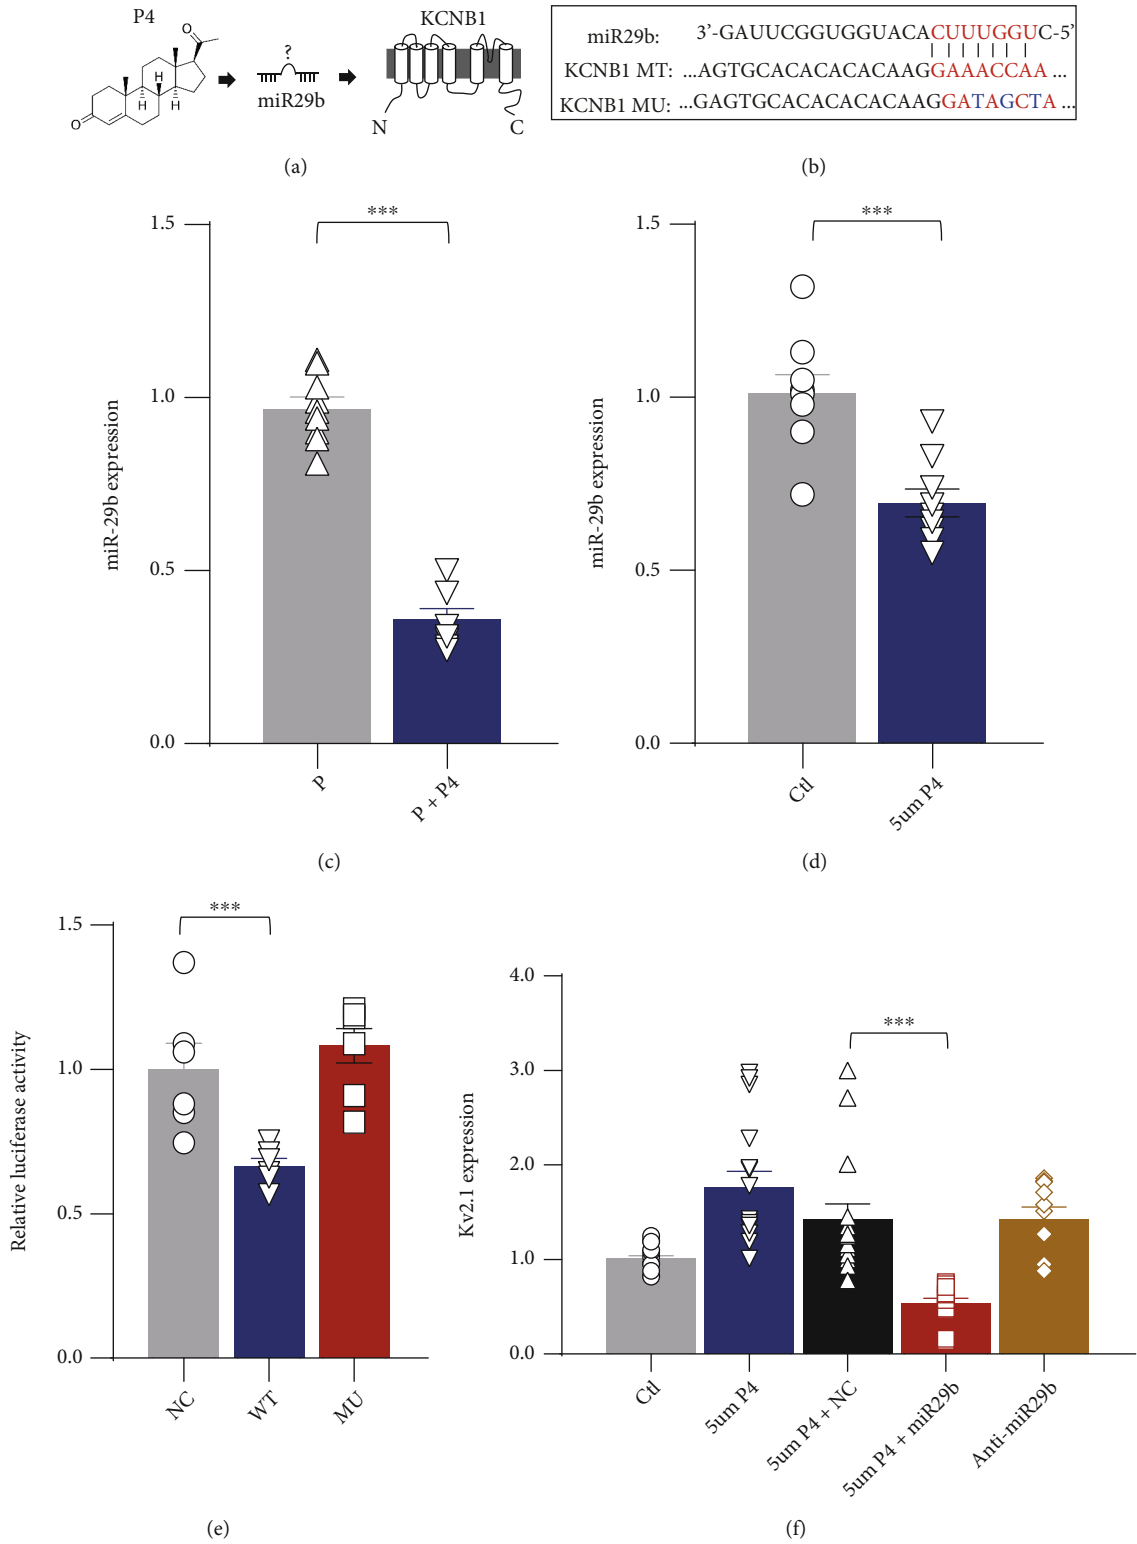 P4
KCNB1
O
?
H
H
H
H
O
miR29b
N
C
(a)
miR29b: 3'-GAUUCGGUGGUACACUUUGGUC-5'
KCNB1 MT: ...AGTGCACACACACAAGGAAACCAA ...
KCNB1 MU: ...GAGTGCACACACACAAGGATAGCTA ...
(b)
***
1.5
1.0
0.5
0.0
miR-29b expression
P
P + P4
(c)
***
1.5
1.0
0.5
0.0
miR-29b expression
Ctl
5um P4
(d)
***
1.5
1.0
0.5
0.0
Relative luciferase activity
NC
WT
MU
(e)
***
4.0
3.0
2.0
1.0
0.0
Kv2.1 expression
Ctl
5um P4
5um P4 + NC
5um P4 + miR29b
Anti-miR29b
(f)